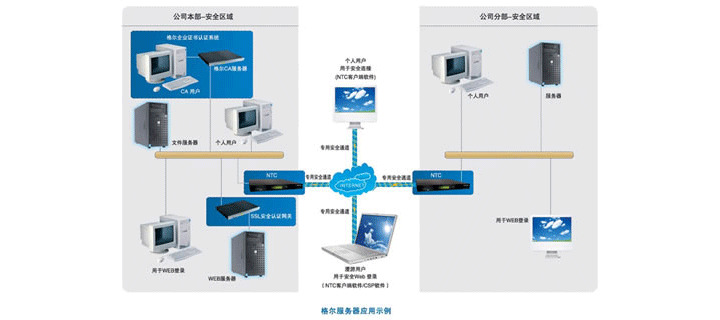 公司本部–安全区域
格尔企业证书认证系统
格尔CA服务器
CA 用户
文件服务器
个人用户
NTC
专用安全通道
SSL安全认证网关
用于WEB登录
WEB服务器
个人用户
用于安全连接
(NTC客户端软件)
专用安全通道
INTERNET
专用安全通道
漫游用户
用于安全Web 登录
( NTC客户端软件/CSP软件 )
公司分部–安全区域
个人用户
服务器
专用安全通道
NTC
用于WEB登录
格尔服务器应用示例